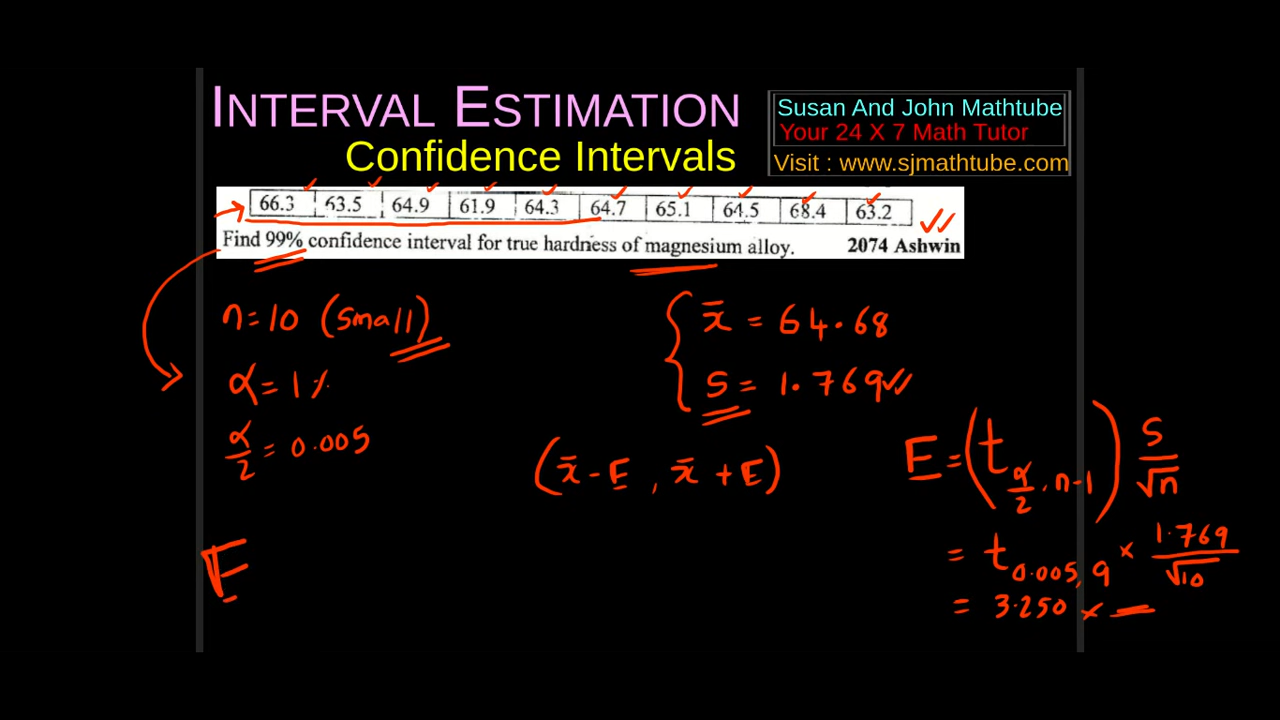 INTERVAL ESTIMATION
Confidence Intervals
Susan And John Mathtube
Your 24 X 7 Math Tutor
Visit : www.sjmathtube.com
66.3 63.5 64.9 61.9 64.3 64.7 65.1 64.5 68.4 63.2
Find 99% confidence interval for true hardness of magnesium alloy. 2074 Ashwin
n = 10 (small)
α = 1%
α/2 = 0.005
x̄ = 64.68
s = 1.769
(x̄ - E , x̄ + E)
E = (t α/2, n-1) s/√n
= t 0.005, 9 × 1.769/√10
= 3.250 × —
E